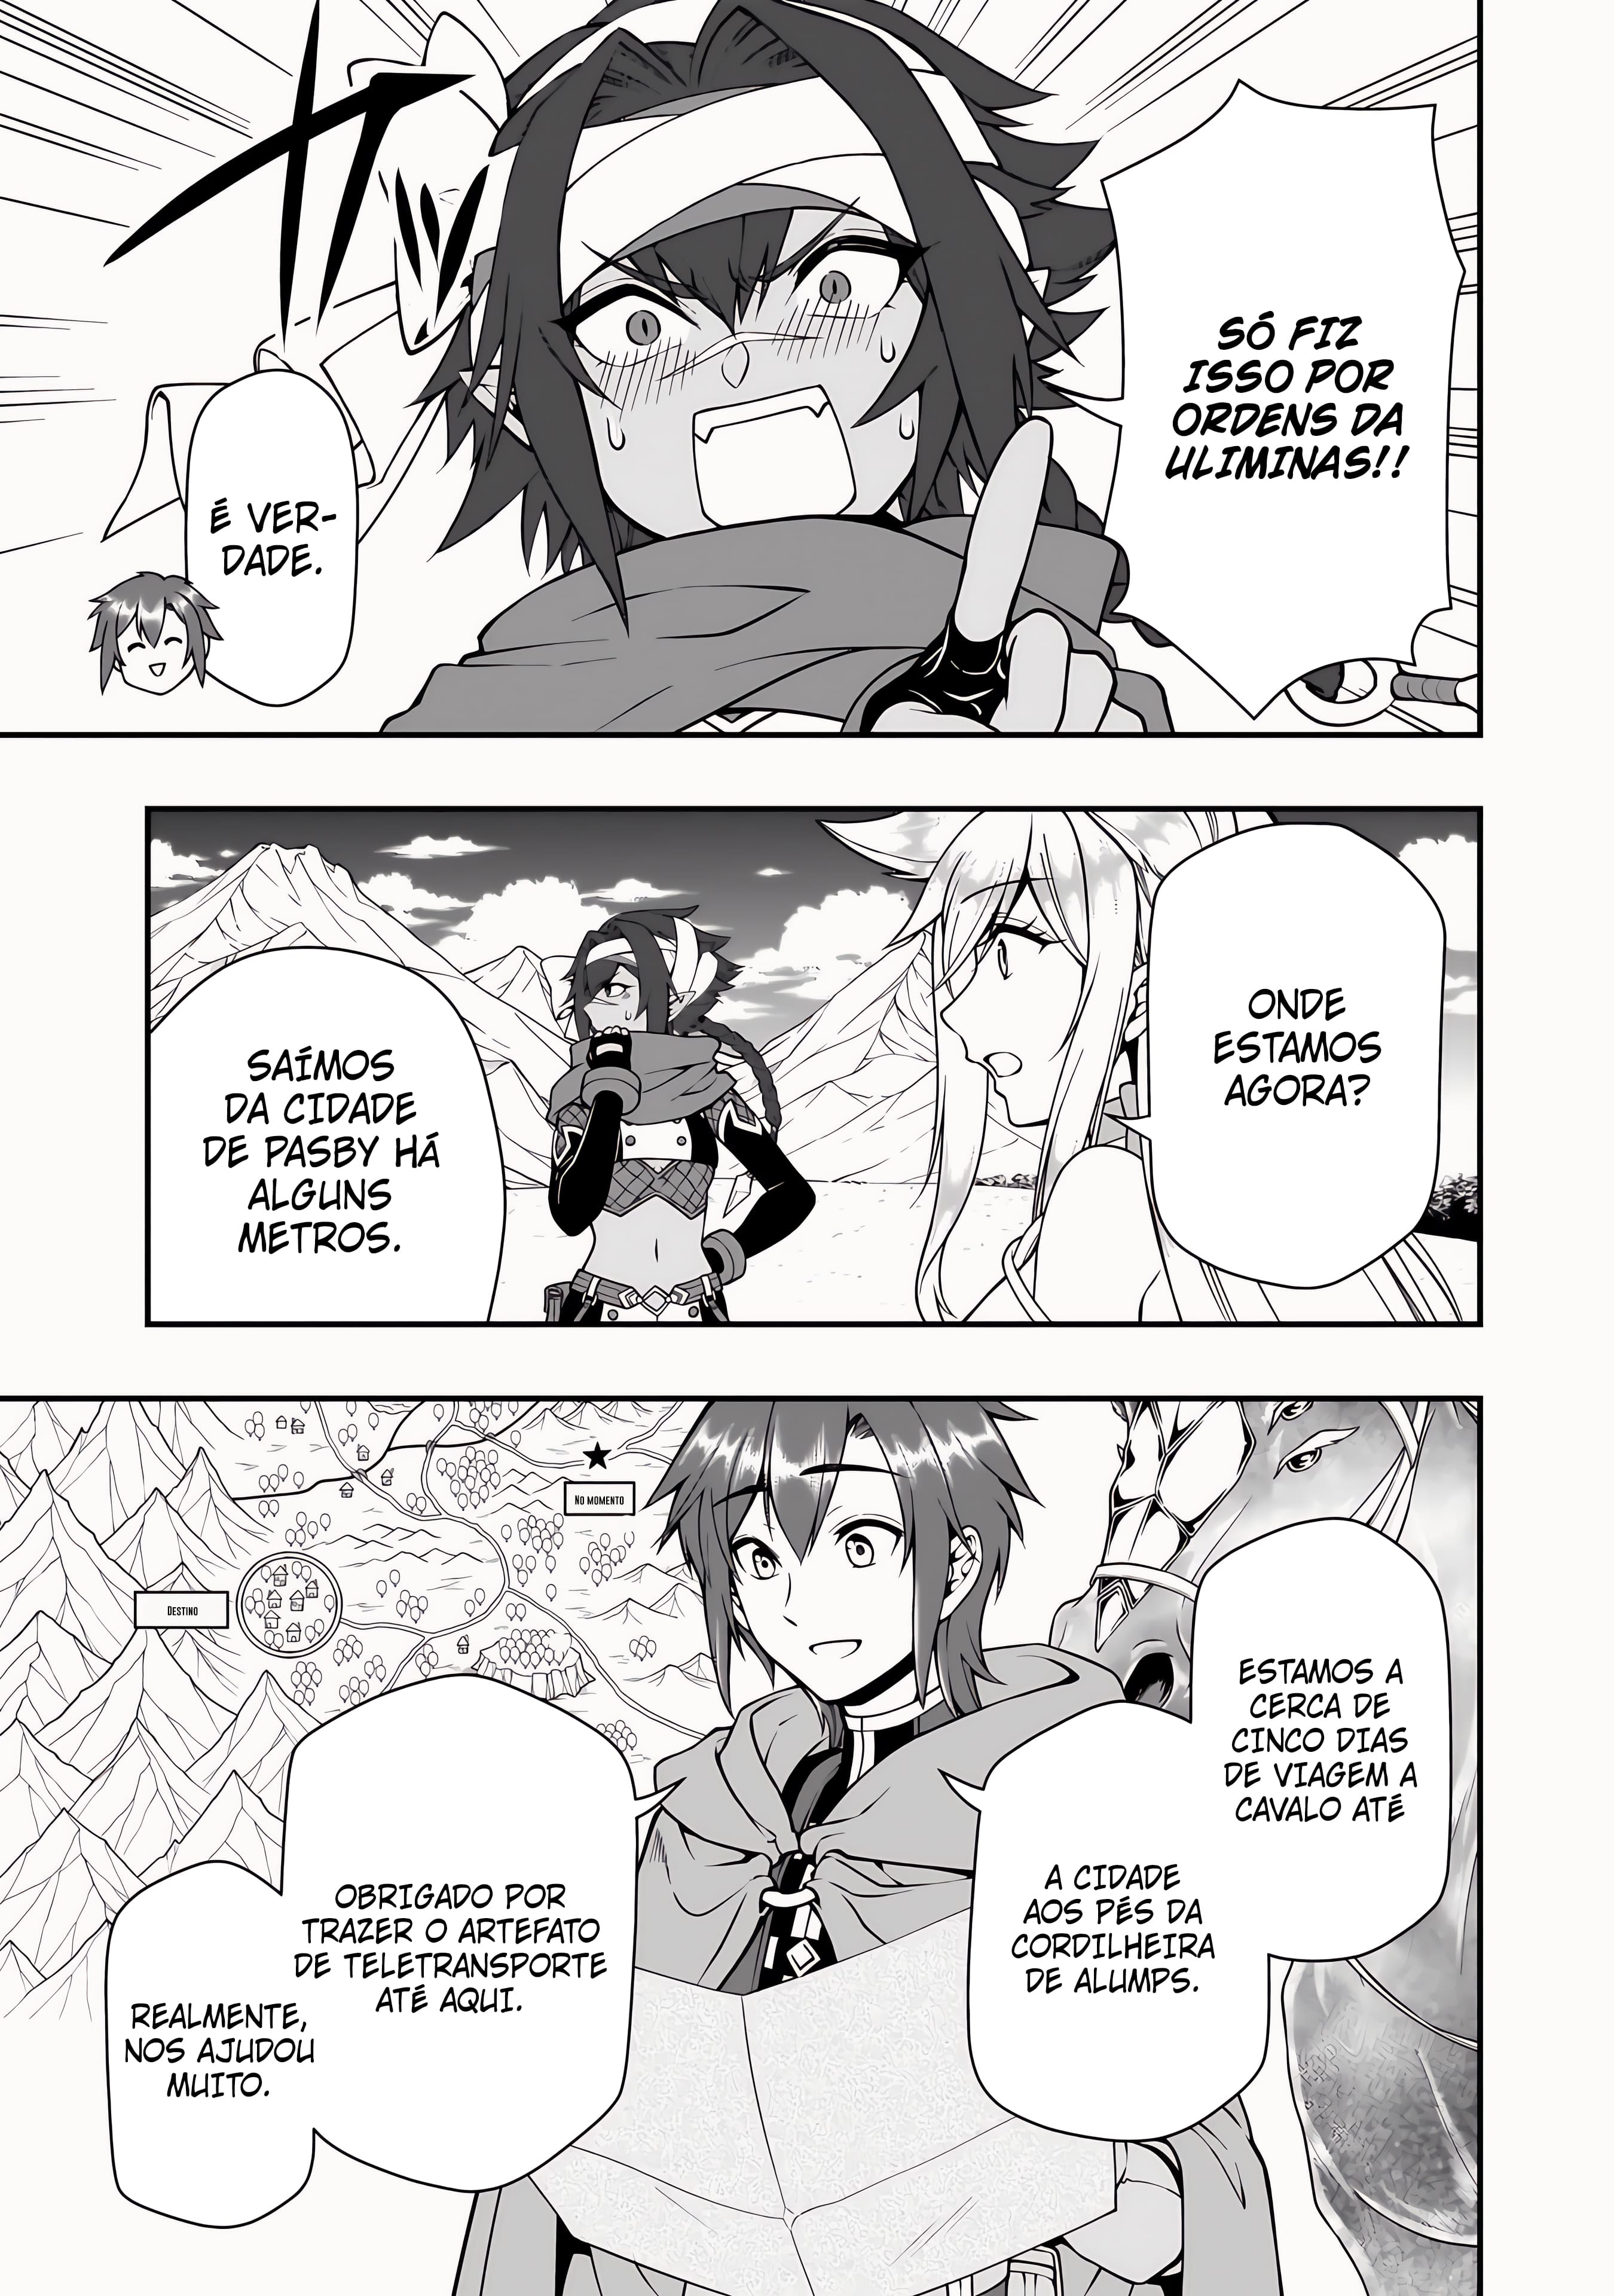 SÓ FIZ
ISSO POR
ORDENS DA
ULIMINAS!!
É VER-
DADE.
ONDE
ESTAMOS
AGORA?
SAÍMOS
DA CIDADE
DE PASBY HÁ
ALGUNS
METROS.
ESTAMOS A
CERCA DE
CINCO DIAS
DE VIAGEM A
CAVALO ATÉ
A CIDADE
AOS PÉS DA
CORDILHEIRA
DE ALUMPS.
NO MOMENTO
DESTINO
OBRIGADO POR
TRAZER O ARTEFATO
DE TELETRANSPORTE
ATÉ AQUI.
REALMENTE,
NOS AJUDOU
MUITO.